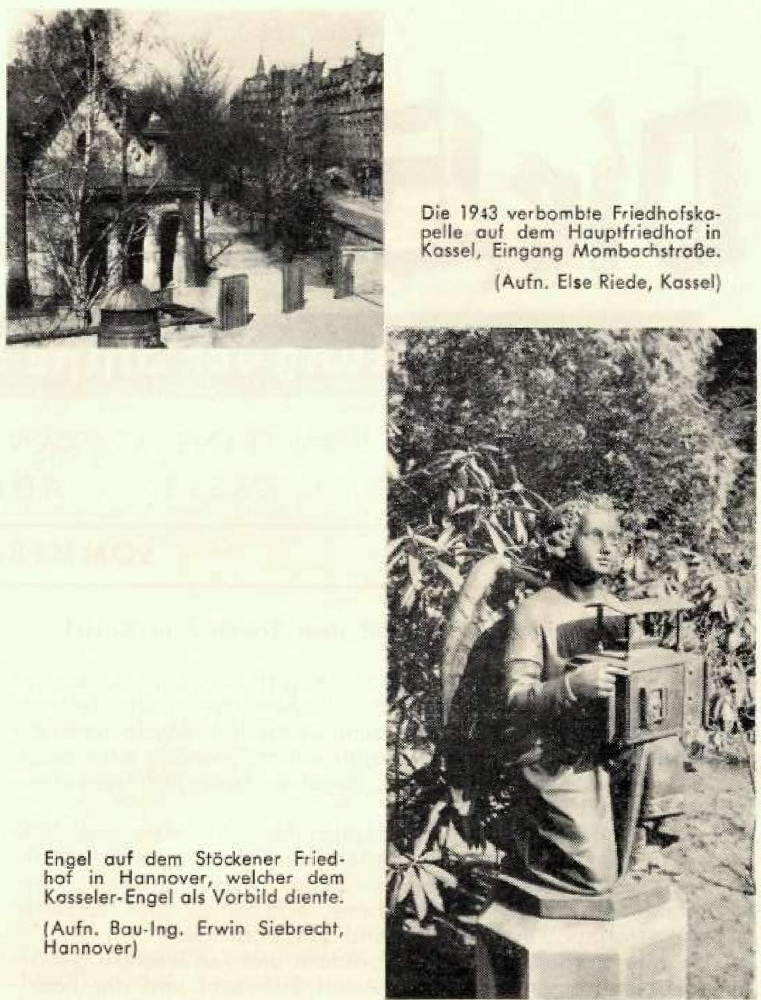 Die 1943 verbombte Friedhofska-
pelle auf dem Hauptfriedhof in
Kassel, Eingang Mombachstraße.
(Aufn. Else Riede, Kassel)
Engel auf dem Stöckener Fried-
hof in Hannover, welcher dem
Kasseler-Engel als Vorbild diente.
(Aufn. Bau-Ing. Erwin Siebrecht,
Hannover)